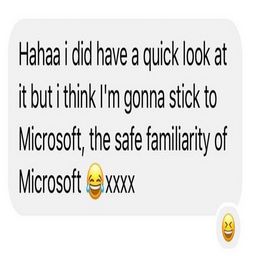 Hahaa i did have a quick look at
it but i think I'm gonna stick to
Microsoft, the safe familiarity of
Microsoft 😂xxxx